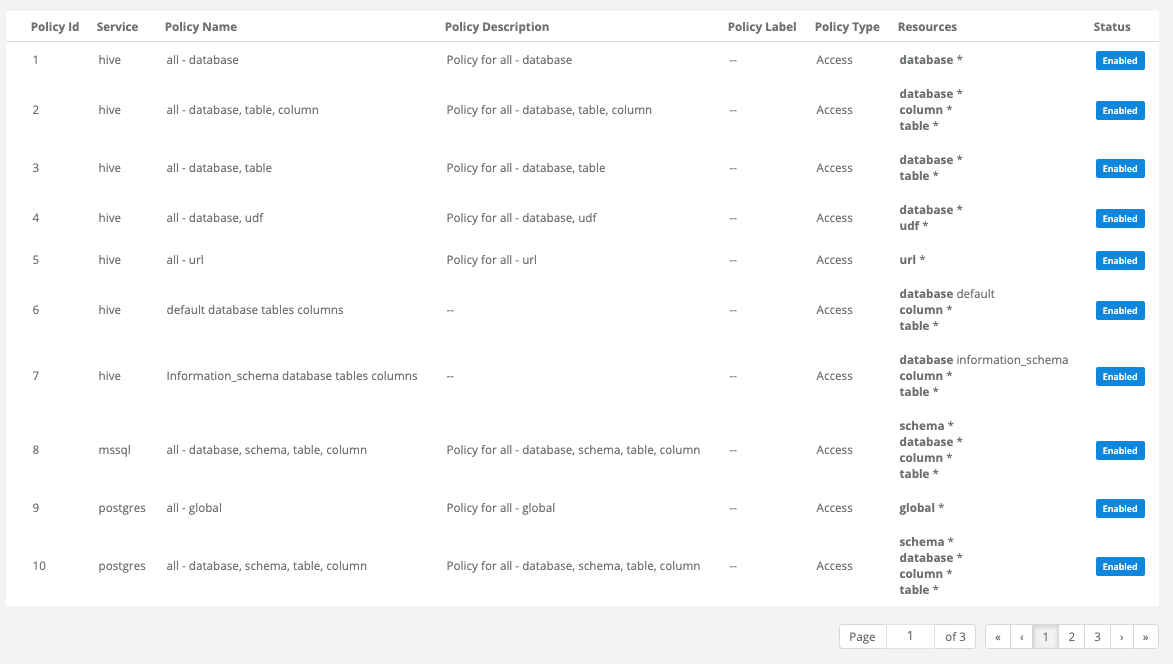 Policy Id Service Policy Name Policy Description Policy Label Policy Type Resources Status
1 hive all - database Policy for all - database -- Access database * Enabled
2 hive all - database, table, column Policy for all - database, table, column -- Access database * Enabled
column *
table *
3 hive all - database, table Policy for all - database, table -- Access database * Enabled
table *
4 hive all - database, udf Policy for all - database, udf -- Access database * Enabled
udf *
5 hive all - url Policy for all - url -- Access url * Enabled
6 hive default database tables columns -- -- Access database default Enabled
column *
table *
7 hive Information_schema database tables columns -- -- Access database information_schema Enabled
column *
table *
8 mssql all - database, schema, table, column Policy for all - database, schema, table, column -- Access schema * Enabled
database *
column *
table *
9 postgres all - global Policy for all - global -- Access global * Enabled
10 postgres all - database, schema, table, column Policy for all - database, schema, table, column -- Access schema * Enabled
database *
column *
table *
Page 1 of 3 « ‹ 1 2 3 › »